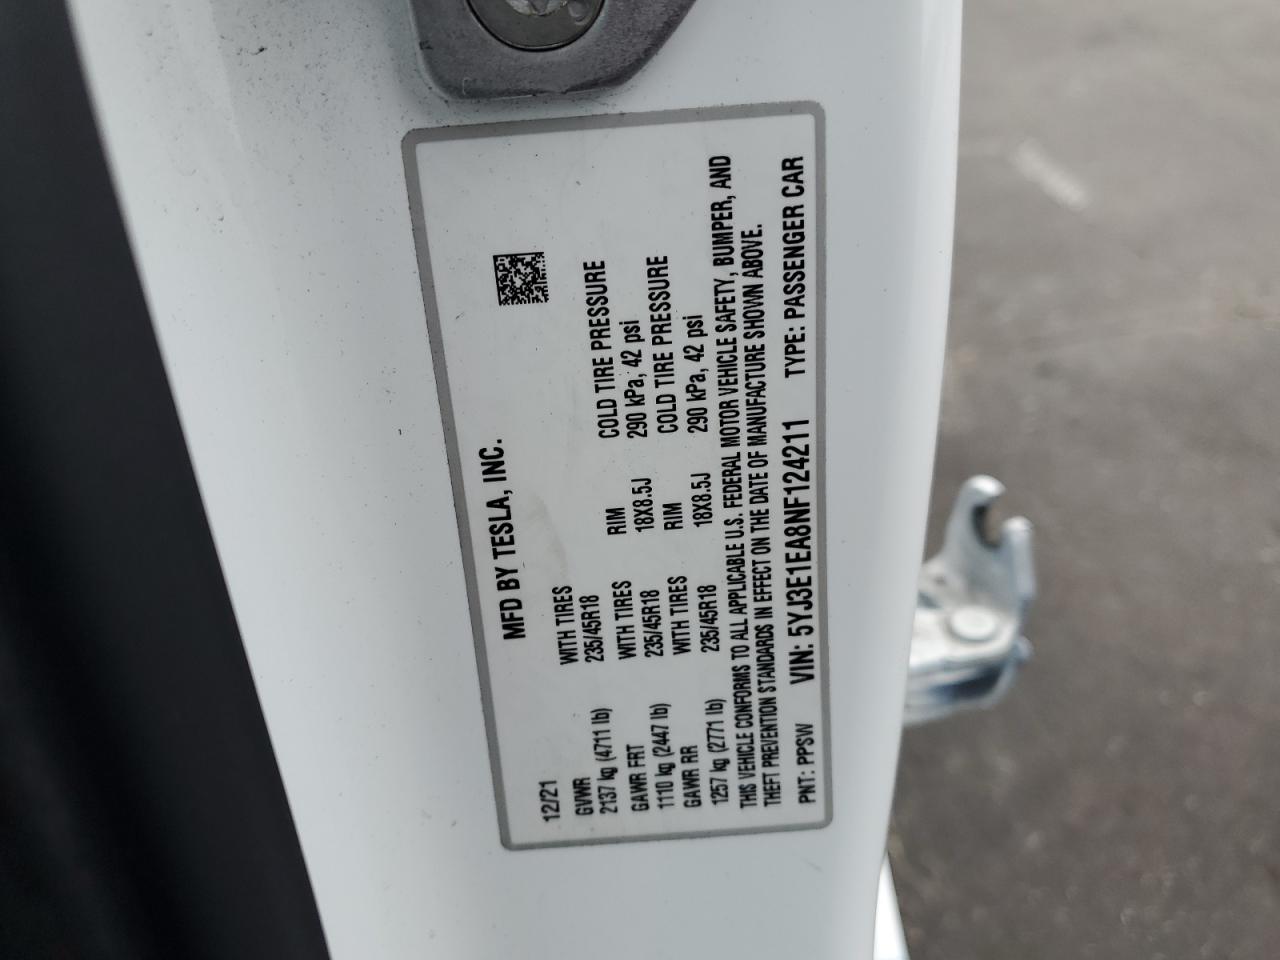 MFD BY TESLA, INC.
12/21
GVWR WITH TIRES RIM COLD TIRE PRESSURE
2137 kg (4711 lb) 235/45R18
GAWR FRT WITH TIRES RIM COLD TIRE PRESSURE
1110 kg (2447 lb) 235/45R18 18X8.5J 290 kPa, 42 psi
GAWR RR WITH TIRES RIM COLD TIRE PRESSURE
1257 kg (2771 lb) 235/45R18 18X8.5J 290 kPa, 42 psi
THIS VEHICLE CONFORMS TO ALL APPLICABLE U.S. FEDERAL MOTOR VEHICLE SAFETY, BUMPER, AND
THEFT PREVENTION STANDARDS IN EFFECT ON THE DATE OF MANUFACTURE SHOWN ABOVE.
PNT: PPSW VIN: 5YJ3E1EA8NF124211 TYPE: PASSENGER CAR